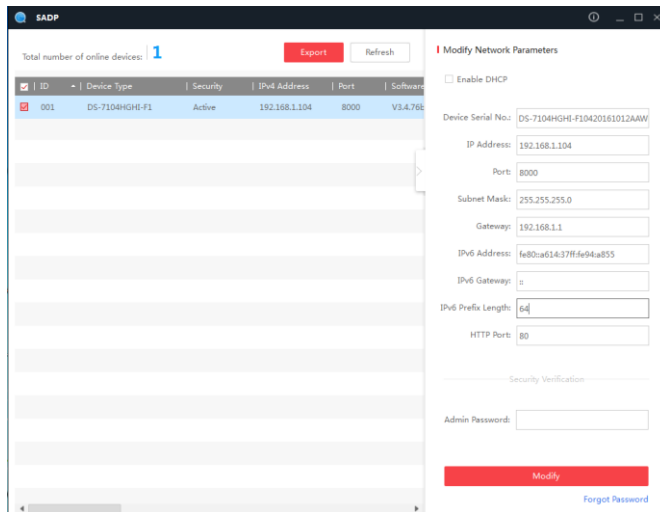 SADP
Total number of online devices: 1
Export
Refresh
ID | Device Type | Security | IPv4 Address | Port | Software
001 DS-7104HGHI-F1 Active 192.168.1.104 8000 V3.4.76b
Modify Network Parameters
Enable DHCP
Device Serial No.: DS-7104HGHI-F10420161012AAW
IP Address: 192.168.1.104
Port: 8000
Subnet Mask: 255.255.255.0
Gateway: 192.168.1.1
IPv6 Address: fe80::a614:37ff:fe94:a855
IPv6 Gateway: ::
IPv6 Prefix Length: 64
HTTP Port: 80
Security Verification
Admin Password:
Modify
Forgot Password